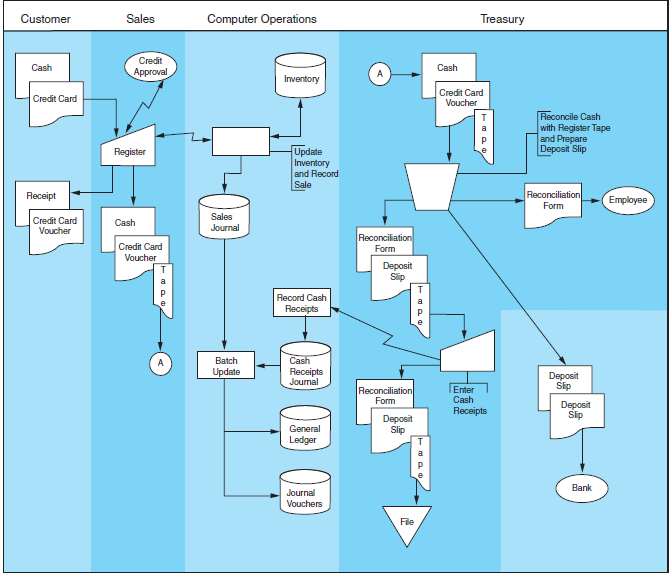 Customer
Sales
Computer Operations
Treasury
Cash
Credit Card
Receipt
Credit Card
Voucher
Credit
Approval
Register
Cash
Credit Card
Voucher
T
a
p
e
A
Inventory
Update
Inventory
and Record
Sale
Sales
Journal
Record Cash
Receipts
Batch
Update
Cash
Receipts
Journal
General
Ledger
Journal
Vouchers
A
Cash
Credit Card
Voucher
T
a
p
e
Reconcile Cash
with Register Tape
and Prepare
Deposit Slip
Reconciliation
Form
Employee
Reconciliation
Form
Deposit
Slip
T
a
p
e
Enter
Cash
Receipts
Reconciliation
Form
Deposit
Slip
T
a
p
e
File
Deposit
Slip
Deposit
Slip
Bank